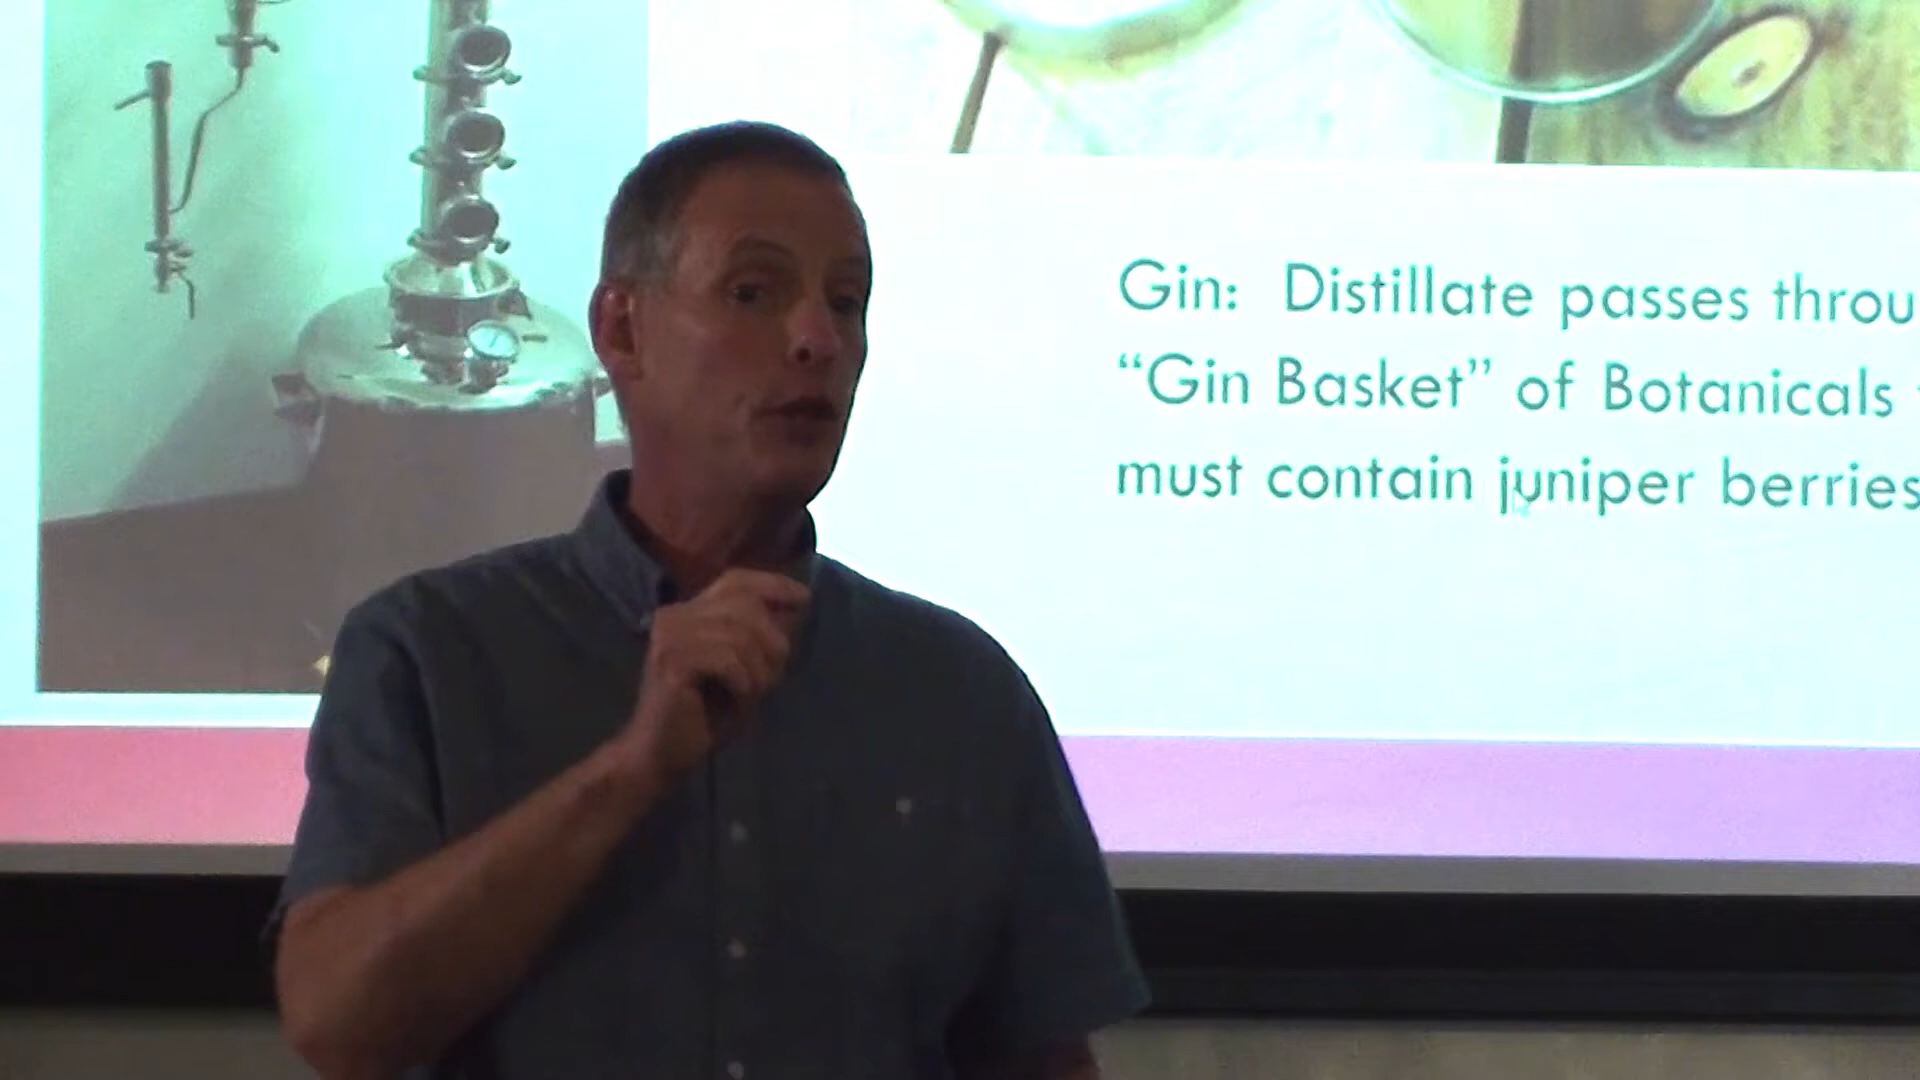 Gin: Distillate passes throu
“Gin Basket” of Botanicals
must contain juniper berries